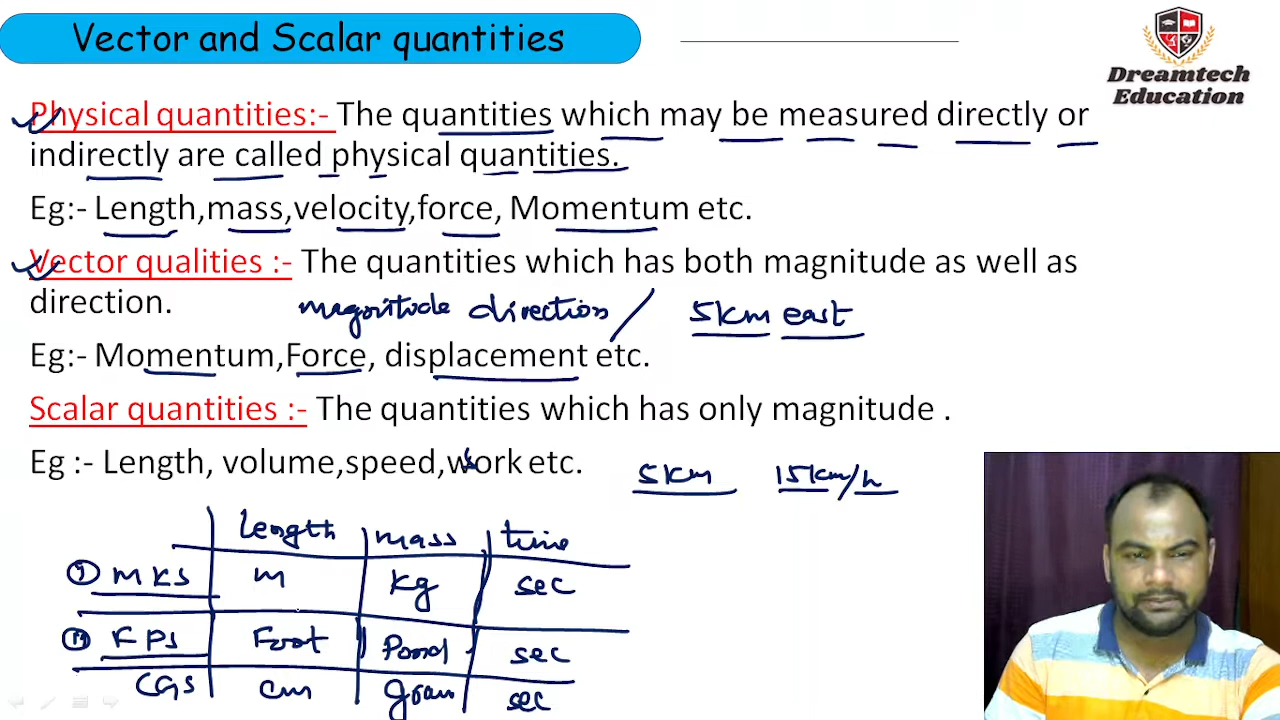 Vector and Scalar quantities
Dreamtech
Education
Physical quantities:- The quantities which may be measured directly or
indirectly are called physical quantities.
Eg:- Length,mass,velocity,force, Momentum etc.
Vector qualities :- The quantities which has both magnitude as well as
direction.
magnitude direction / 5km east
Eg:- Momentum,Force, displacement etc.
Scalar quantities :- The quantities which has only magnitude .
Eg :- Length, volume,speed,work etc.
5km 15km/h
Length mass time
MKS m kg sec
FPS Foot Pond sec
CGS cm gram sec